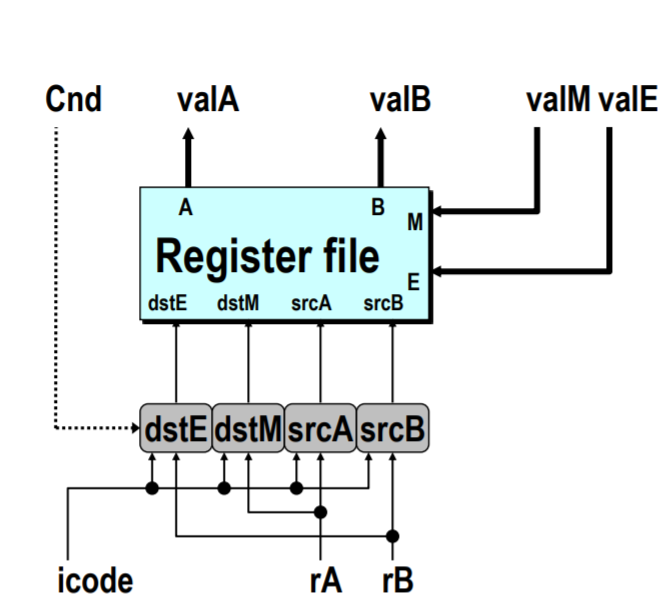 Cnd valA valB valM valE
A B
M
Register file
E
dstE dstM srcA srcB
dstE dstM srcA srcB
icode rA rB